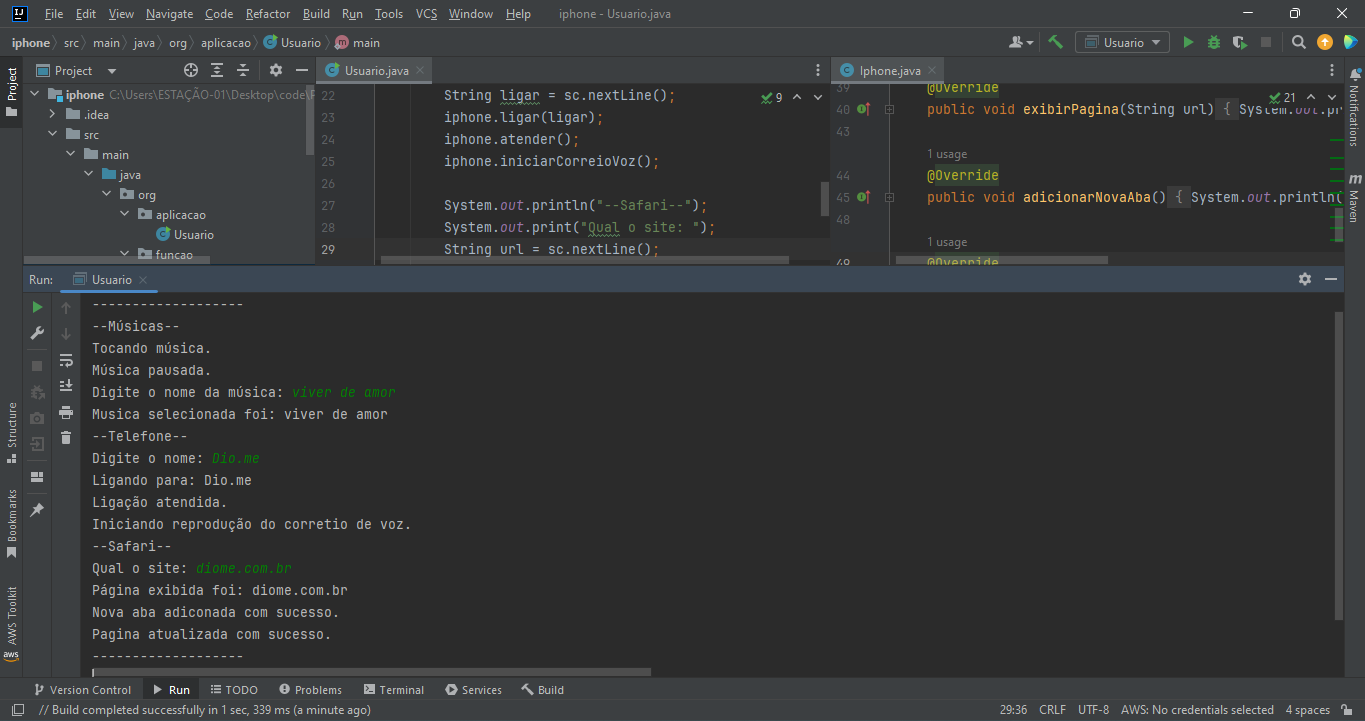 File Edit View Navigate Code Refactor Build Run Tools VCS Window Help iphone - Usuario.java
iphone src main java org aplicacao Usuario main
Usuario
Project
Usuario.java
Iphone.java
iphone C:\Users\ESTAÇÃO-01\Desktop\code\
.idea
src
main
java
org
aplicacao
Usuario
funcao
22 String ligar = sc.nextLine();
23 iphone.ligar(ligar);
24 iphone.atender();
25 iphone.iniciarCorreioVoz();
26
27 System.out.println("--Safari--");
28 System.out.print("Qual o site: ");
29 String url = sc.nextLine();
9
39 @Override
40 public void exibirPagina(String url) { System.out.pr
43
1 usage
44 @Override
45 public void adicionarNovaAba() { System.out.println(
48
1 usage
49 @Override
21
Run: Usuario
-------------------
--Músicas--
Tocando música.
Música pausada.
Digite o nome da música: viver de amor
Musica selecionada foi: viver de amor
--Telefone--
Digite o nome: Dio.me
Ligando para: Dio.me
Ligação atendida.
Iniciando reprodução do corretio de voz.
--Safari--
Qual o site: diome.com.br
Página exibida foi: diome.com.br
Nova aba adiconada com sucesso.
Pagina atualizada com sucesso.
-------------------
Project
Structure
Bookmarks
AWS Toolkit
aws
Notifications
m
Maven
Version Control Run TODO Problems Terminal Services Build
// Build completed successfully in 1 sec, 339 ms (a minute ago)
29:36 CRLF UTF-8 AWS: No credentials selected 4 spaces